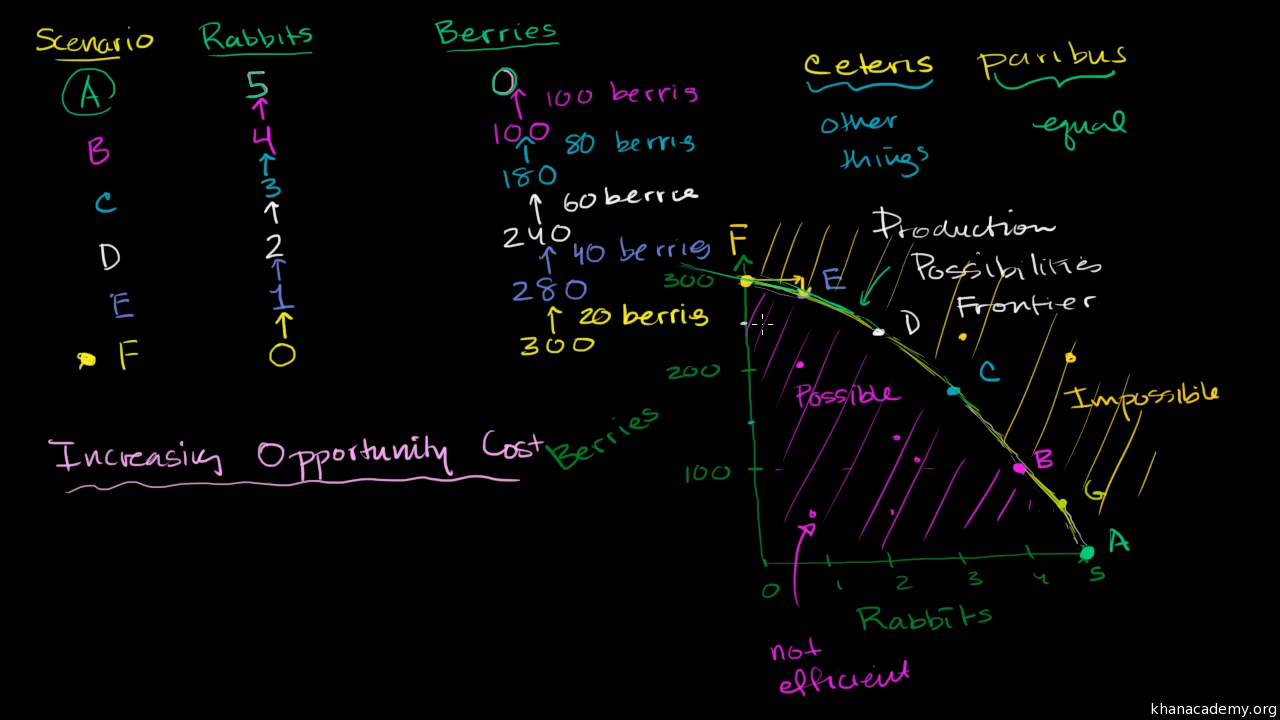 Scenario Rabbits Berries
A 5 0
100 berris
B 4 100
80 berris
C 3 180
60 berries
D 2 240
40 berries
E 1 280
20 berris
F 0 300
Increasing Opportunity Cost
Ceteris paribus
other things
equal
Production
Possibilities
Frontier
F
300
E
D
200
C
Possible
Impossible
Berries
100
B
G
A
0 1 2 3 4 5
Rabbits
not
efficient
khanacademy.org